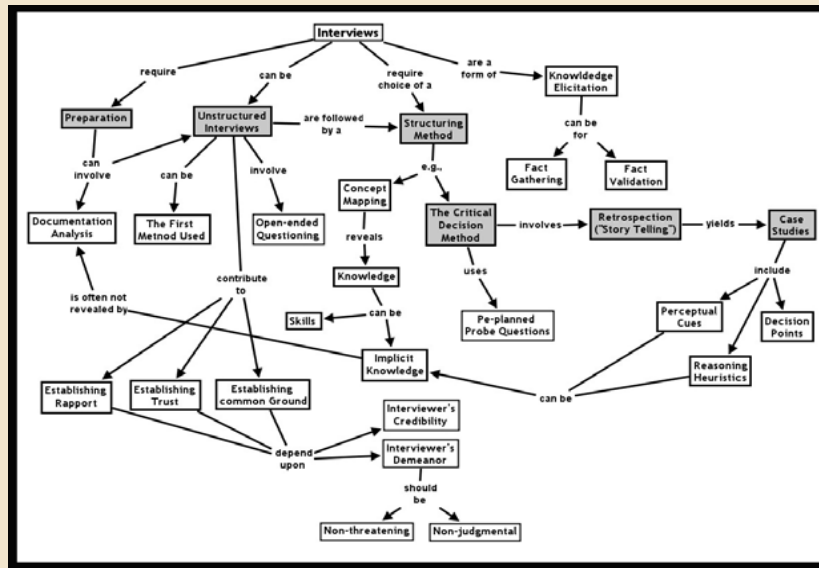 Interviews
require
can be
require
choice of a
are a
form of
Knowldedge
Elicitation
Preparation
Unstructured
Interviews
are followed
by a
Structuring
Method
can be
for
can
involve
can be
involve
e.g.,
Fact
Gathering
Fact
Validation
Concept
Mapping
Documentation
Analysis
The First
Metnod Used
Open-ended
Questioning
The Critical
Decision
Method
involves
Retrospection
("Story Telling")
yields
Case
Studies
reveals
Knowledge
uses
include
contribute
to
is often not
revealed by
Skills
can be
Pe-planned
Probe Questions
Perceptual
Cues
Decision
Points
Implicit
Knowledge
Reasoning
Heuristics
can be
Establishing
Rapport
Establishing
Trust
Establishing
common Ground
Interviewer's
Credibility
depend
upon
Interviewer's
Demeanor
should
be
Non-threatening
Non-judgmental